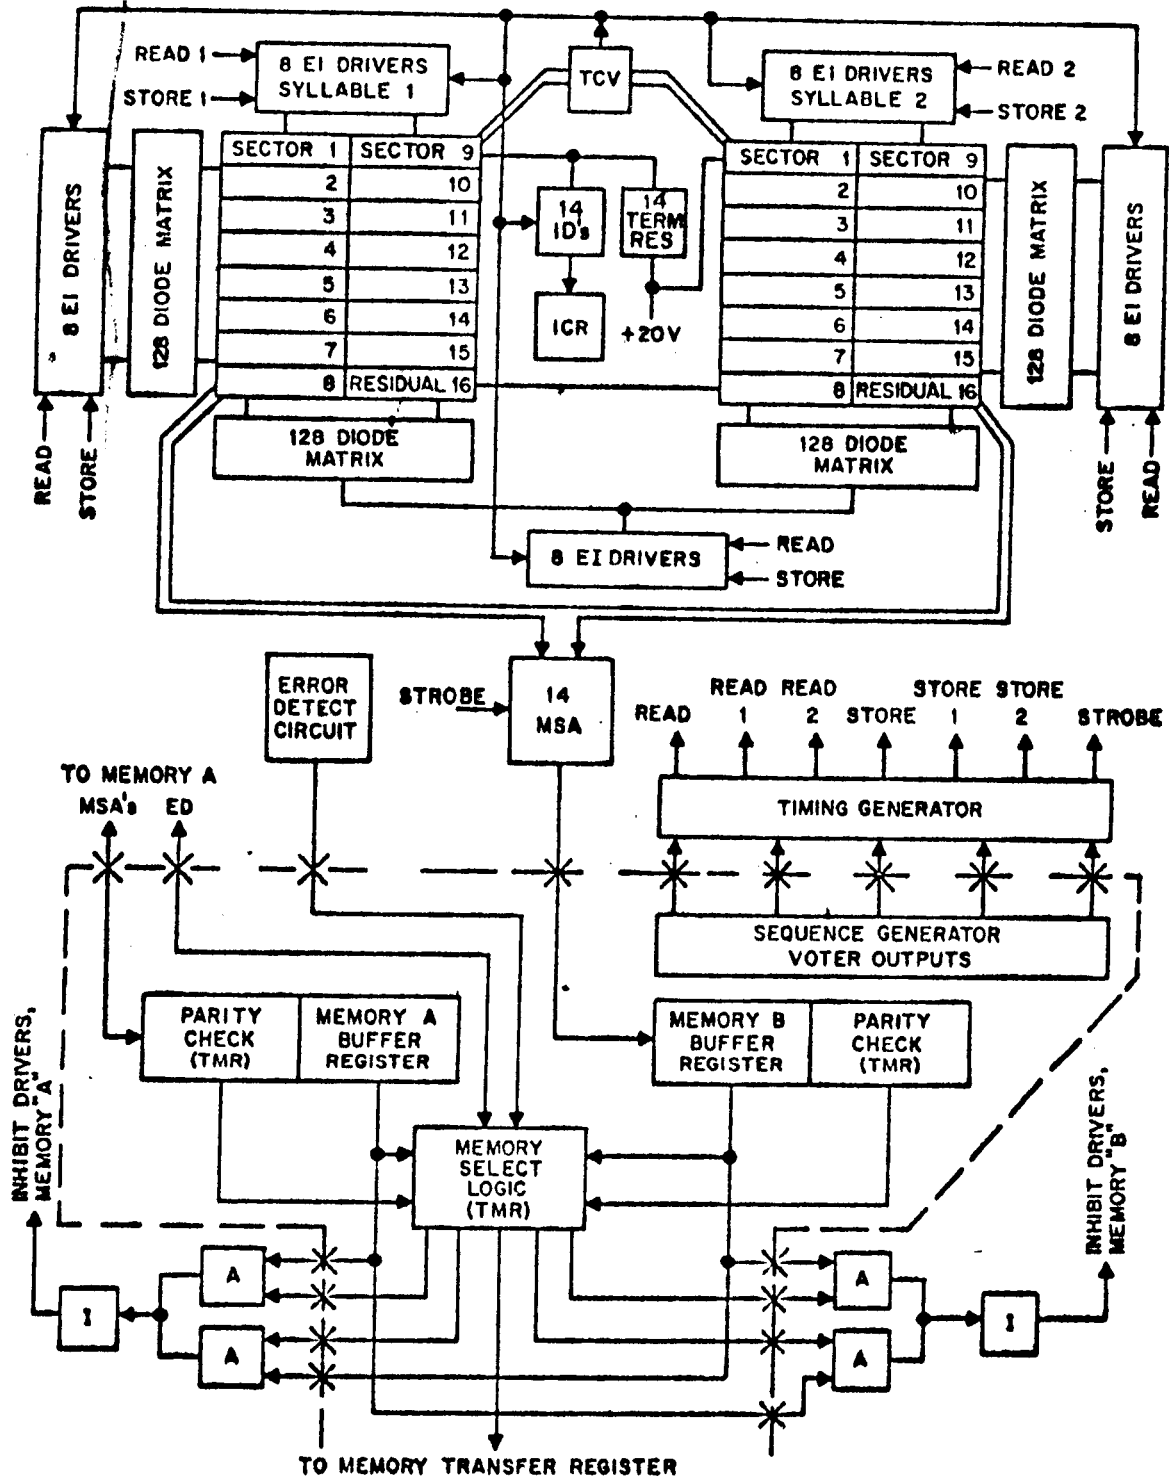 READ 1
STORE 1
8 EI DRIVERS
SYLLABLE 1
TCV
8 EI DRIVERS
SYLLABLE 2
READ 2
STORE 2
8 EI DRIVERS
READ
STORE
128 DIODE MATRIX
SECTOR 1 SECTOR 9
2 10
3 11
4 12
5 13
6 14
7 15
8 RESIDUAL 16
14
ID's
14
TERM
RES
ICR
+20V
SECTOR 1 SECTOR 9
2 10
3 11
4 12
5 13
6 14
7 15
8 RESIDUAL 16
128 DIODE MATRIX
8 EI DRIVERS
STORE
READ
128 DIODE
MATRIX
128 DIODE
MATRIX
8 EI DRIVERS
READ
STORE
ERROR
DETECT
CIRCUIT
STROBE
14
MSA
READ
READ
1
READ
2
STORE
STORE
1
STORE
2
STROBE
TIMING GENERATOR
TO MEMORY A
MSA's ED
SEQUENCE GENERATOR
VOTER OUTPUTS
PARITY
CHECK
(TMR)
MEMORY A
BUFFER
REGISTER
MEMORY B
BUFFER
REGISTER
PARITY
CHECK
(TMR)
INHIBIT DRIVERS,
MEMORY "A"
MEMORY
SELECT
LOGIC
(TMR)
INHIBIT DRIVERS,
MEMORY "B"
A
A
I
I
A
A
TO MEMORY TRANSFER REGISTER